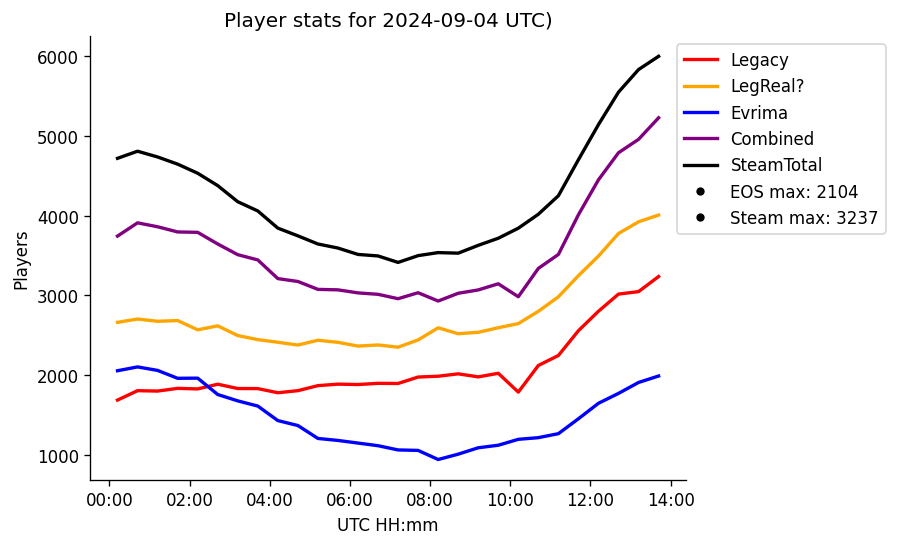 Player stats for 2024-09-04 UTC)
6000
5000
4000
3000
2000
1000
Players
00:00 02:00 04:00 06:00 08:00 10:00 12:00 14:00
UTC HH:mm
Legacy
LegReal?
Evrima
Combined
SteamTotal
EOS max: 2104
Steam max: 3237